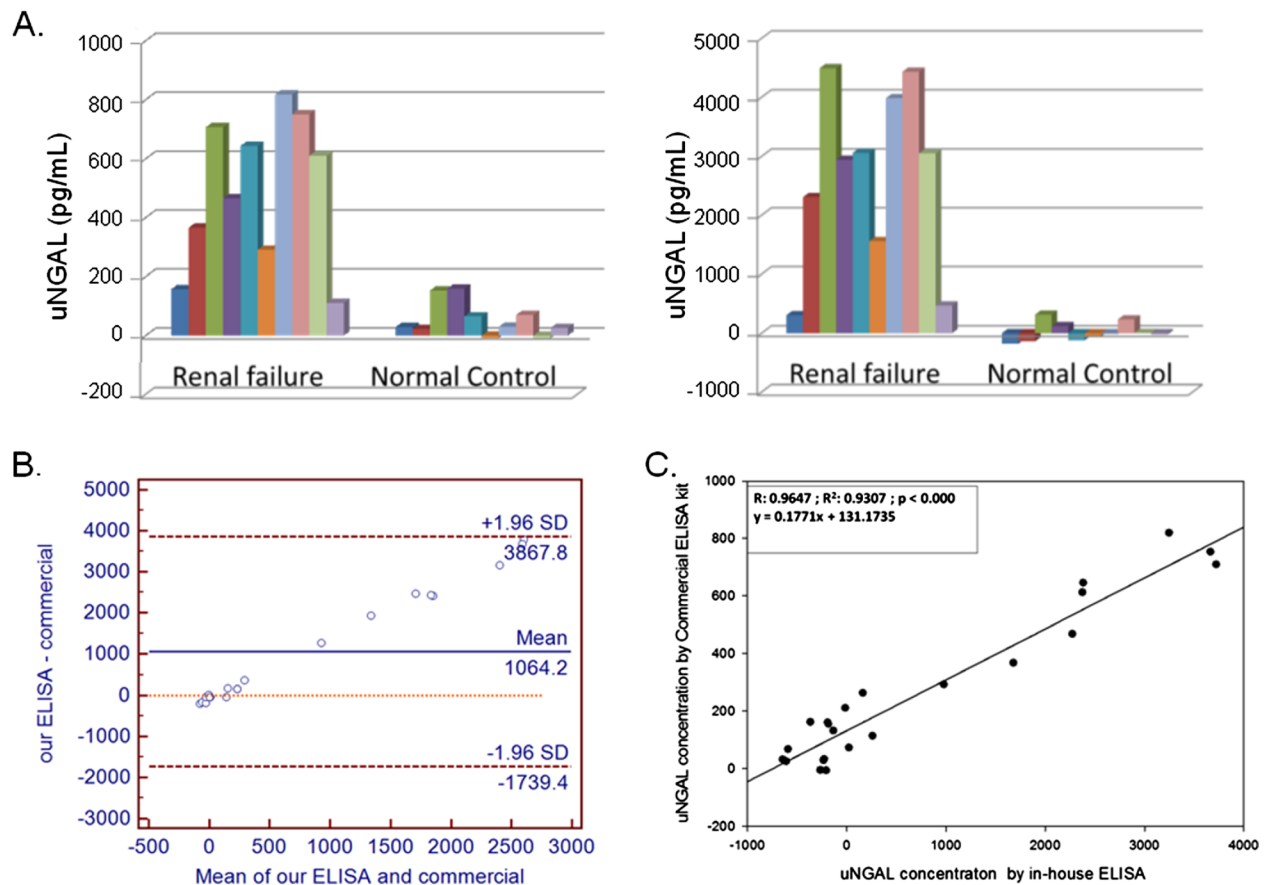 A.
uNGAL (pg/mL)
1000
800
600
400
200
0
-200
Renal failure
Normal Control
uNGAL (pg/mL)
5000
4000
3000
2000
1000
0
-1000
Renal failure
Normal Control
B.
our ELISA - commercial
5000
4000
3000
2000
1000
0
-1000
-2000
-3000
+1.96 SD
3867.8
Mean
1064.2
-1.96 SD
-1739.4
-500 0 500 1000 1500 2000 2500 3000
Mean of our ELISA and commercial
C.
uNGAL concentration by Commercial ELISA kit
1000
800
600
400
200
0
-200
R: 0.9647 ; R²: 0.9307 ; p < 0.000
y = 0.1771x + 131.1735
-1000 0 1000 2000 3000 4000
uNGAL concentraton by in-house ELISA